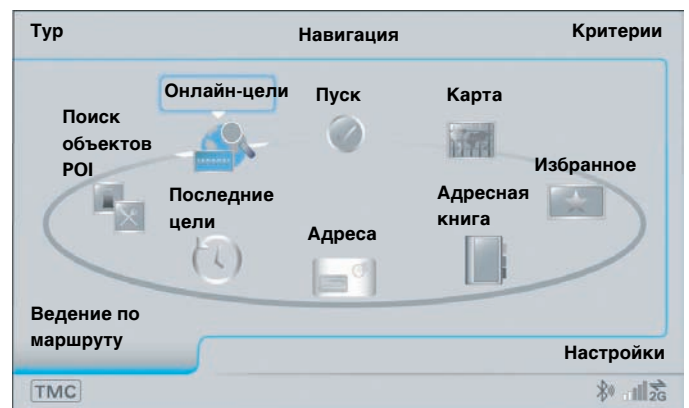 Тур
Навигация
Критерии
Онлайн-цели
Пуск
Карта
Поиск
объектов
POI
Избранное
Последние
цели
Адресная
книга
Адреса
Ведение по
маршруту
Настройки
TMC
2G